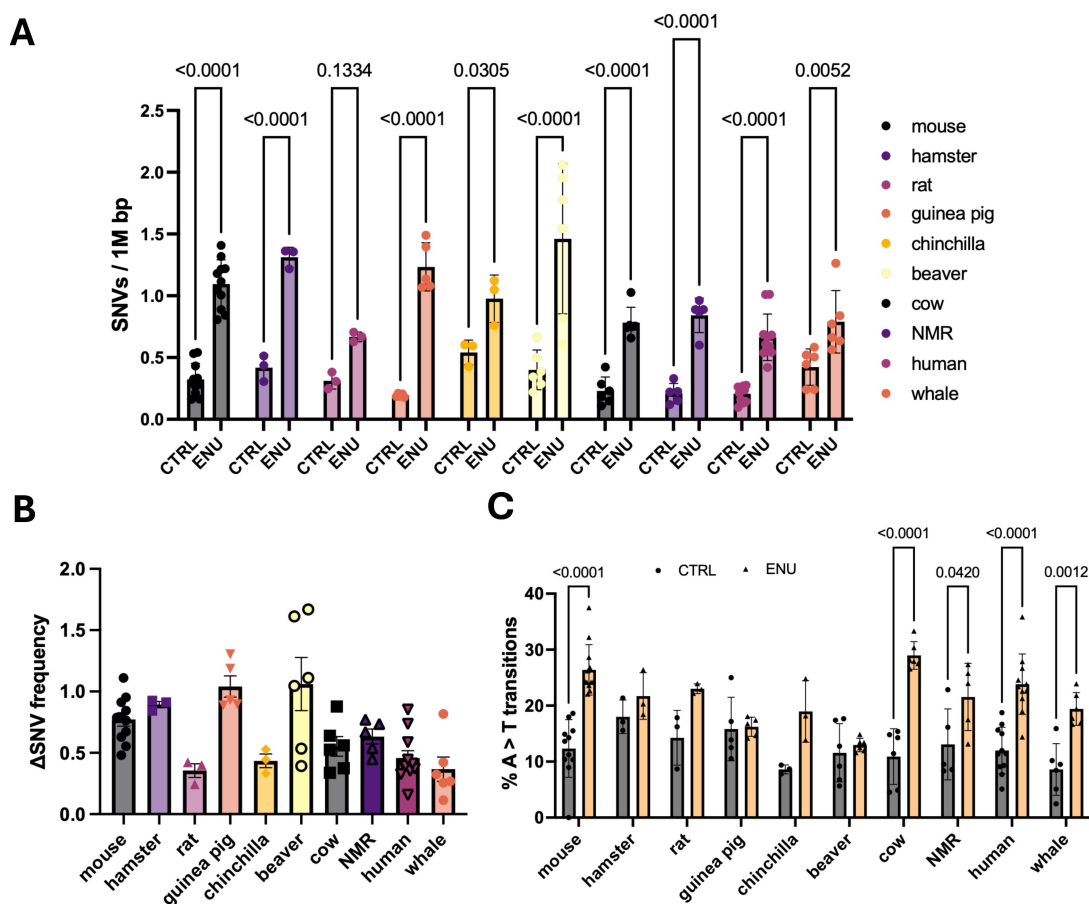 A
<0.0001 0.1334 0.0305 <0.0001 <0.0001 0.0052
<0.0001 <0.0001 <0.0001 <0.0001
SNVs / 1M bp
2.5
2.0
1.5
1.0
0.5
0.0
CTRL ENU CTRL ENU CTRL ENU CTRL ENU CTRL ENU CTRL ENU CTRL ENU CTRL ENU CTRL ENU CTRL ENU
mouse
hamster
rat
guinea pig
chinchilla
beaver
cow
NMR
human
whale
B
ΔSNV frequency
2.0
1.5
1.0
0.5
0.0
mouse hamster rat guinea pig chinchilla beaver cow NMR human whale
C
<0.0001 <0.0001 0.0420 <0.0001 0.0012
CTRL ENU
% A > T transitions
40
30
20
10
0
mouse hamster rat guinea pig chinchilla beaver cow NMR human whale